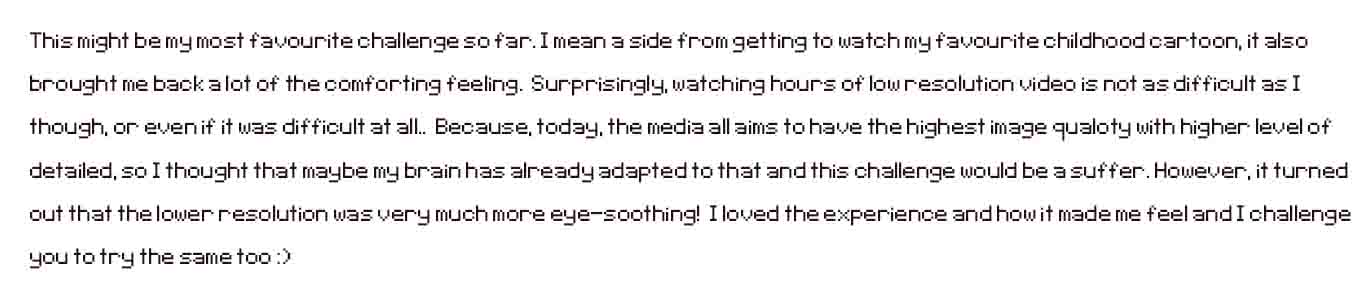 This might be my most favourite challenge so far. I mean a side from getting to watch my favourite childhood cartoon, it also
brought me back a lot of the comforting feeling. Surprisingly, watching hours of low resolution video is not as difficult as I
though, or even if it was difficult at all.. Because, today, the media all aims to have the highest image qualoty with higher level of
detailed, so I thought that maybe my brain has already adapted to that and this challenge would be a suffer. However, it turned
out that the lower resolution was very much more eye-soothing! I loved the experience and how it made me feel and I challenge
you to try the same too :)